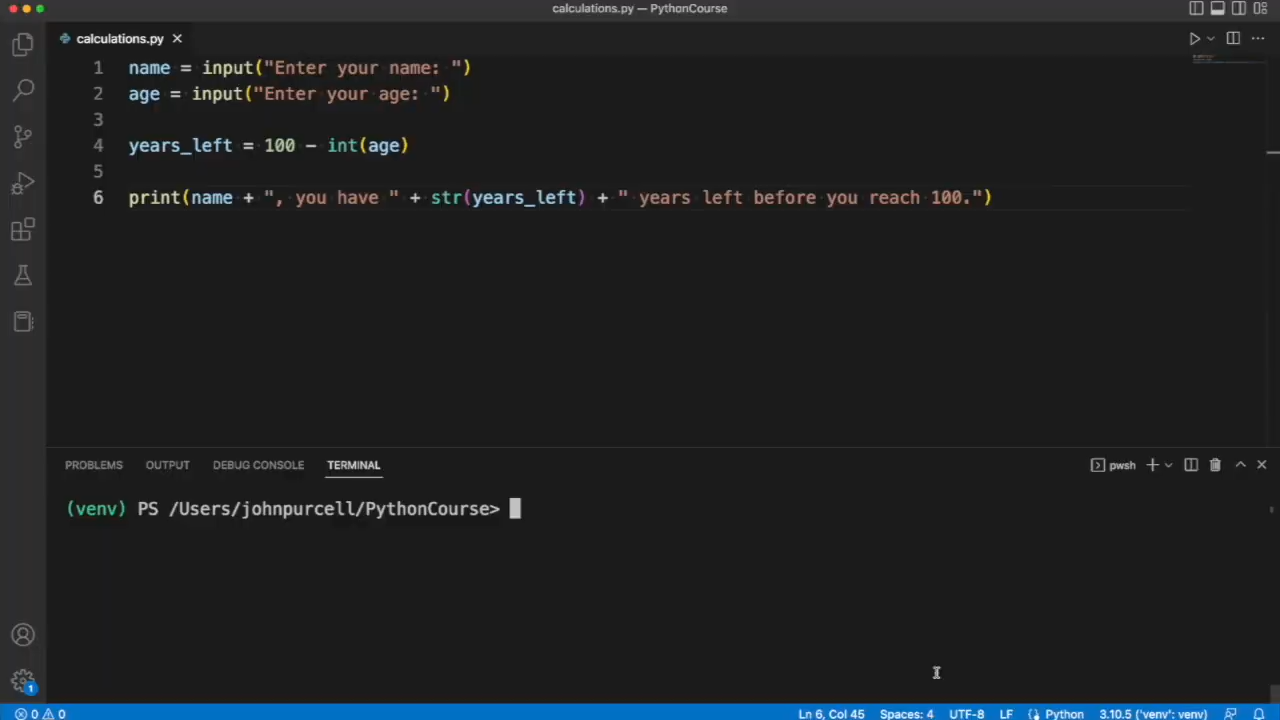 calculations.py — PythonCourse
calculations.py
1 name = input("Enter your name: ")
2 age = input("Enter your age: ")
3
4 years_left = 100 - int(age)
5
6 print(name + ", you have " + str(years_left) + " years left before you reach 100.")
PROBLEMS OUTPUT DEBUG CONSOLE TERMINAL pwsh
(venv) PS /Users/johnpurcell/PythonCourse>
1
0 0 Ln 6, Col 45 Spaces: 4 UTF-8 LF Python 3.10.5 ('venv': venv)